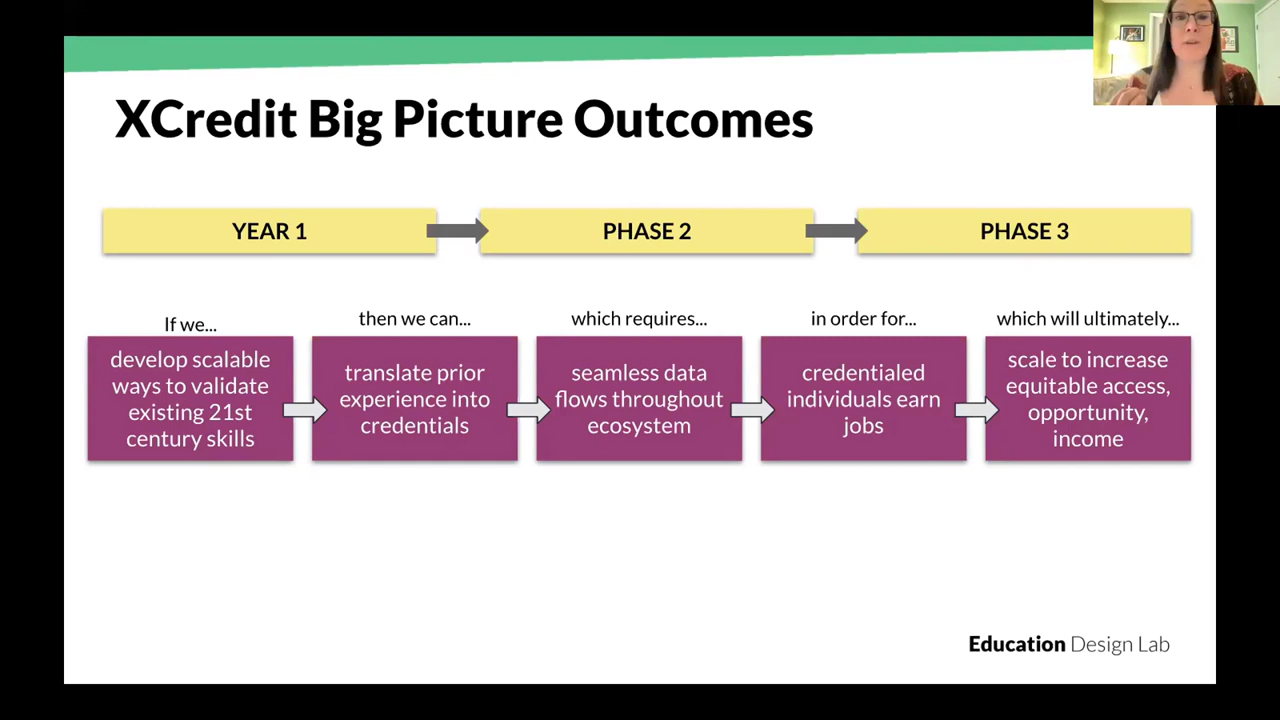 XCredit Big Picture Outcomes
YEAR 1
PHASE 2
PHASE 3
If we...
develop scalable
ways to validate
existing 21st
century skills
then we can...
translate prior
experience into
credentials
which requires...
seamless data
flows throughout
ecosystem
in order for...
credentialed
individuals earn
jobs
which will ultimately...
scale to increase
equitable access,
opportunity,
income
Education Design Lab